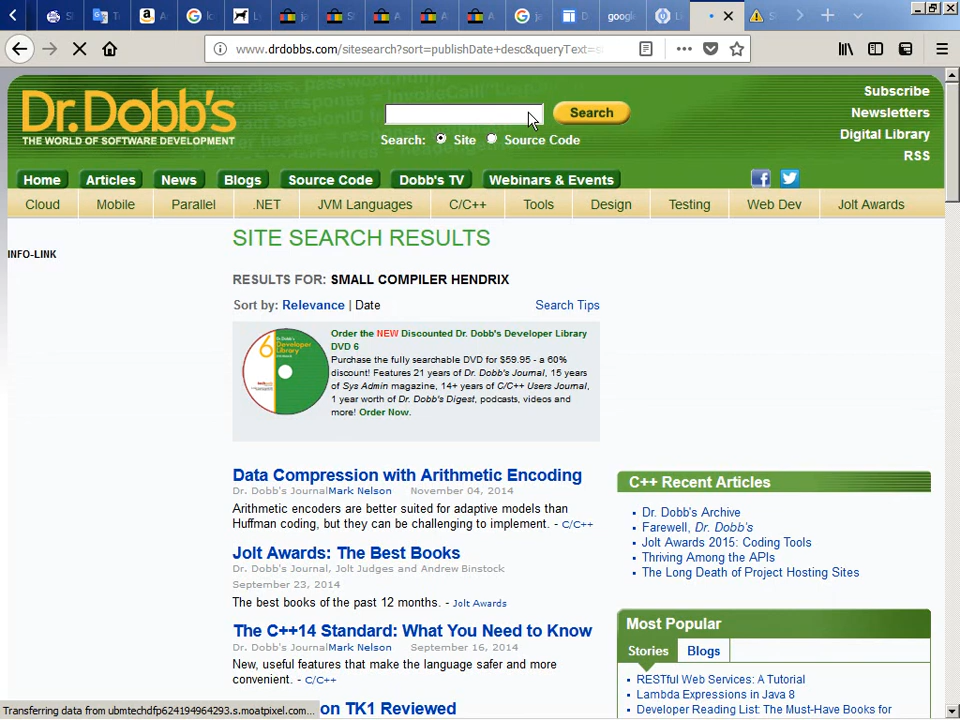 www.drdobbs.com/sitesearch?sort=publishDate+desc&queryText=
Dr.Dobb's
THE WORLD OF SOFTWARE DEVELOPMENT
Search
Search: Site Source Code
Subscribe
Newsletters
Digital Library
RSS
Home Articles News Blogs Source Code Dobb's TV Webinars & Events
Cloud Mobile Parallel .NET JVM Languages C/C++ Tools Design Testing Web Dev Jolt Awards
INFO-LINK
SITE SEARCH RESULTS
RESULTS FOR: SMALL COMPILER HENDRIX
Sort by: Relevance | Date Search Tips
Order the NEW Discounted Dr. Dobb's Developer Library
DVD 6
Purchase the fully searchable DVD for $59.95 - a 60%
discount! Features 21 years of Dr. Dobb's Journal, 15 years
of Sys Admin magazine, 14+ years of C/C++ Users Journal,
1 year worth of Dr. Dobb's Digest, podcasts, videos and
more! Order Now.
Data Compression with Arithmetic Encoding
Dr. Dobb's JournalMark Nelson November 04, 2014
Arithmetic encoders are better suited for adaptive models than
Huffman coding, but they can be challenging to implement. - C/C++
Jolt Awards: The Best Books
Dr. Dobb's Journal, Jolt Judges and Andrew Binstock
September 23, 2014
The best books of the past 12 months. - Jolt Awards
The C++14 Standard: What You Need to Know
Dr. Dobb's JournalMark Nelson September 16, 2014
New, useful features that make the language safer and more
convenient. - C/C++
on TK1 Reviewed
C++ Recent Articles
Dr. Dobb's Archive
Farewell, Dr. Dobb's
Jolt Awards 2015: Coding Tools
Thriving Among the APIs
The Long Death of Project Hosting Sites
Most Popular
Stories Blogs
RESTful Web Services: A Tutorial
Lambda Expressions in Java 8
Developer Reading List: The Must-Have Books for
Transferring data from ubmtechdfp624194964293.s.moatpixel.com...